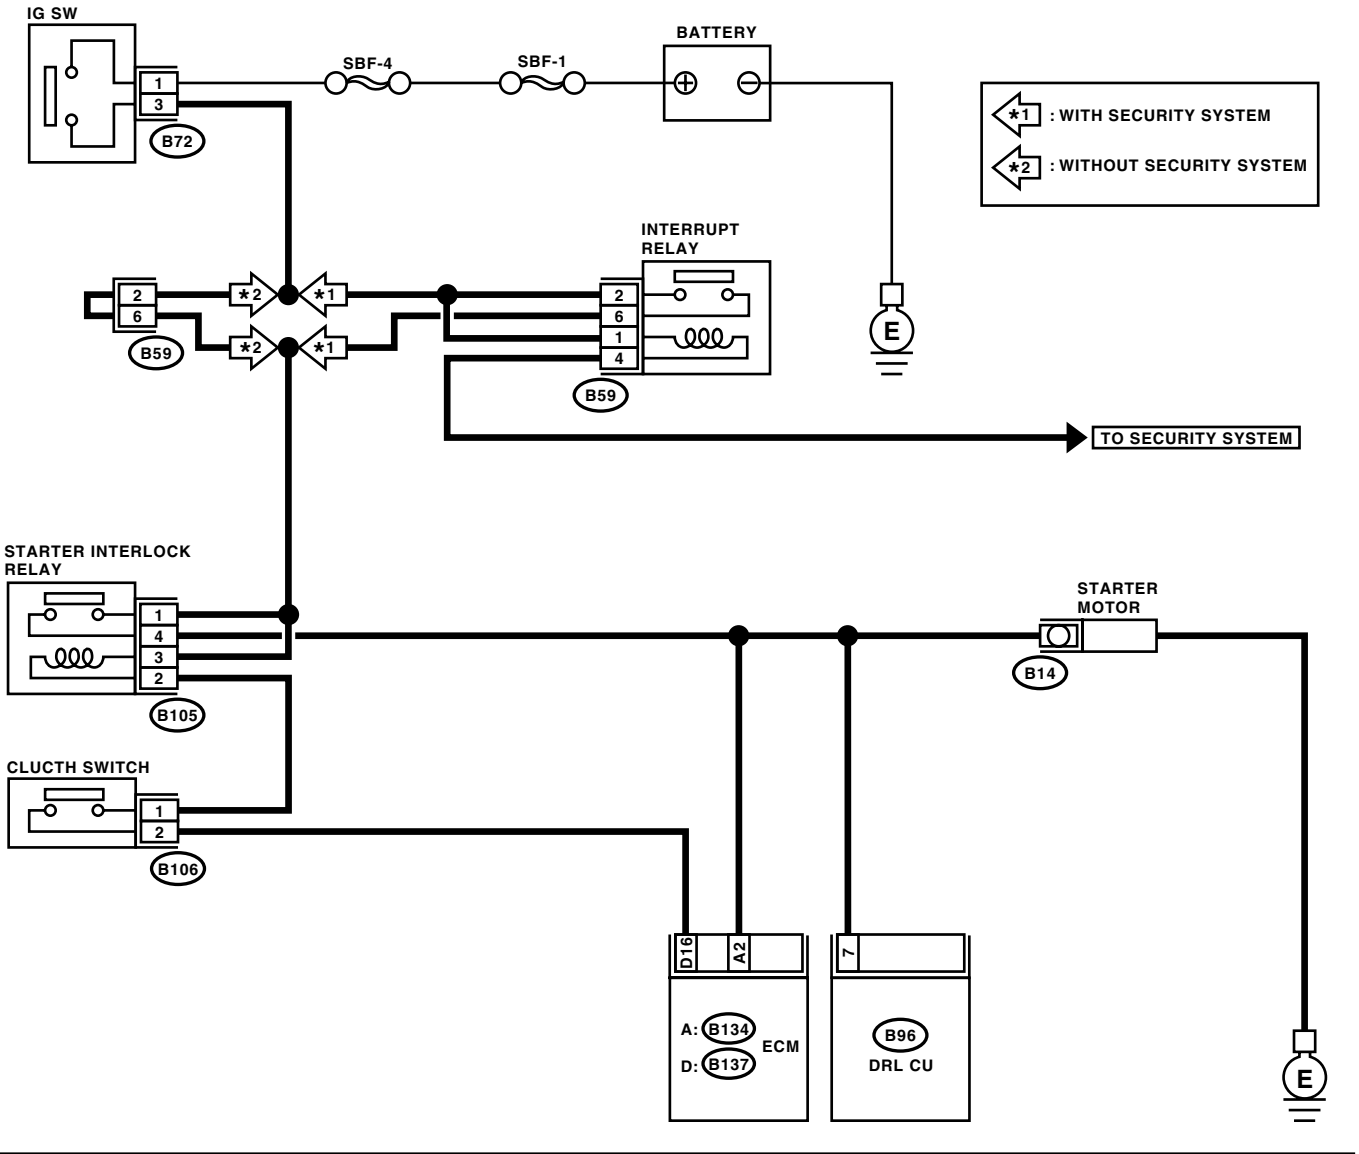 IG SW
1
3
B72
SBF-4
SBF-1
BATTERY
+
−
*1 : WITH SECURITY SYSTEM
*2 : WITHOUT SECURITY SYSTEM
INTERRUPT
RELAY
2
6
B59
*2
*1
*2
*1
2
6
1
4
B59
E
TO SECURITY SYSTEM
STARTER INTERLOCK
RELAY
1
4
3
2
B105
STARTER
MOTOR
B14
CLUCTH SWITCH
1
2
B106
D16
A2
A: B134
D: B137
ECM
7
B96
DRL CU
E